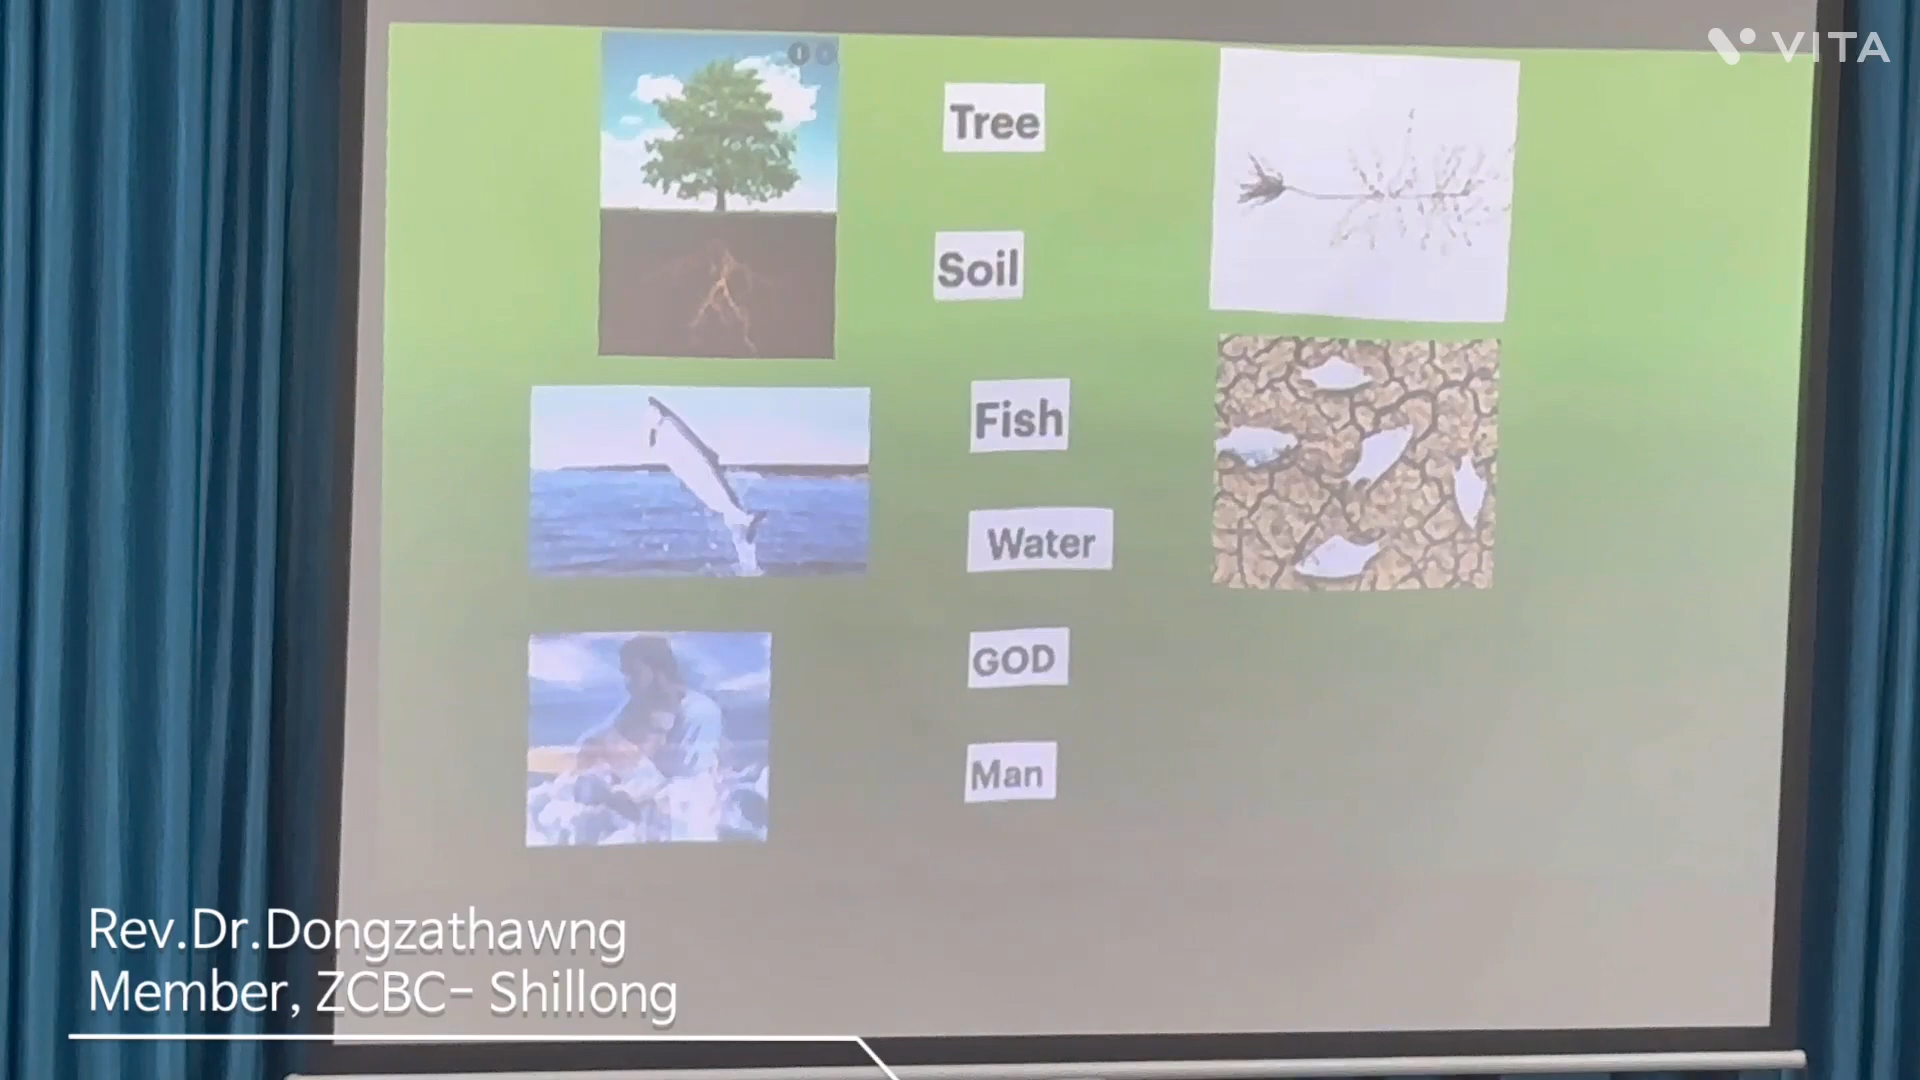 VITA
Tree
Soil
Fish
Water
GOD
Man
Rev.Dr.Dongzathawng
Member, ZCBC- Shillong